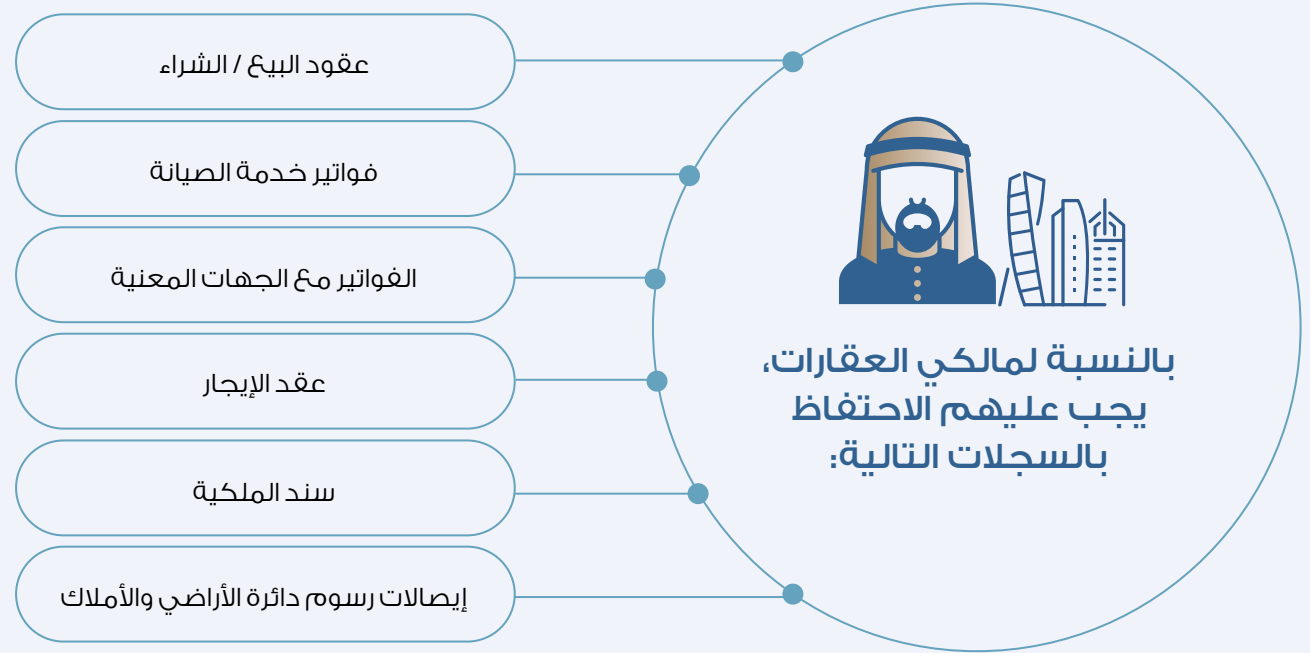 بالنسبة لمالكي العقارات،
يجب عليهم الاحتفاظ
بالسجلات التالية:
عقود البيع / الشراء
فواتير خدمة الصيانة
الفواتير مع الجهات المعنية
عقد الإيجار
سند الملكية
إيصالات رسوم دائرة الأراضي والأملاك